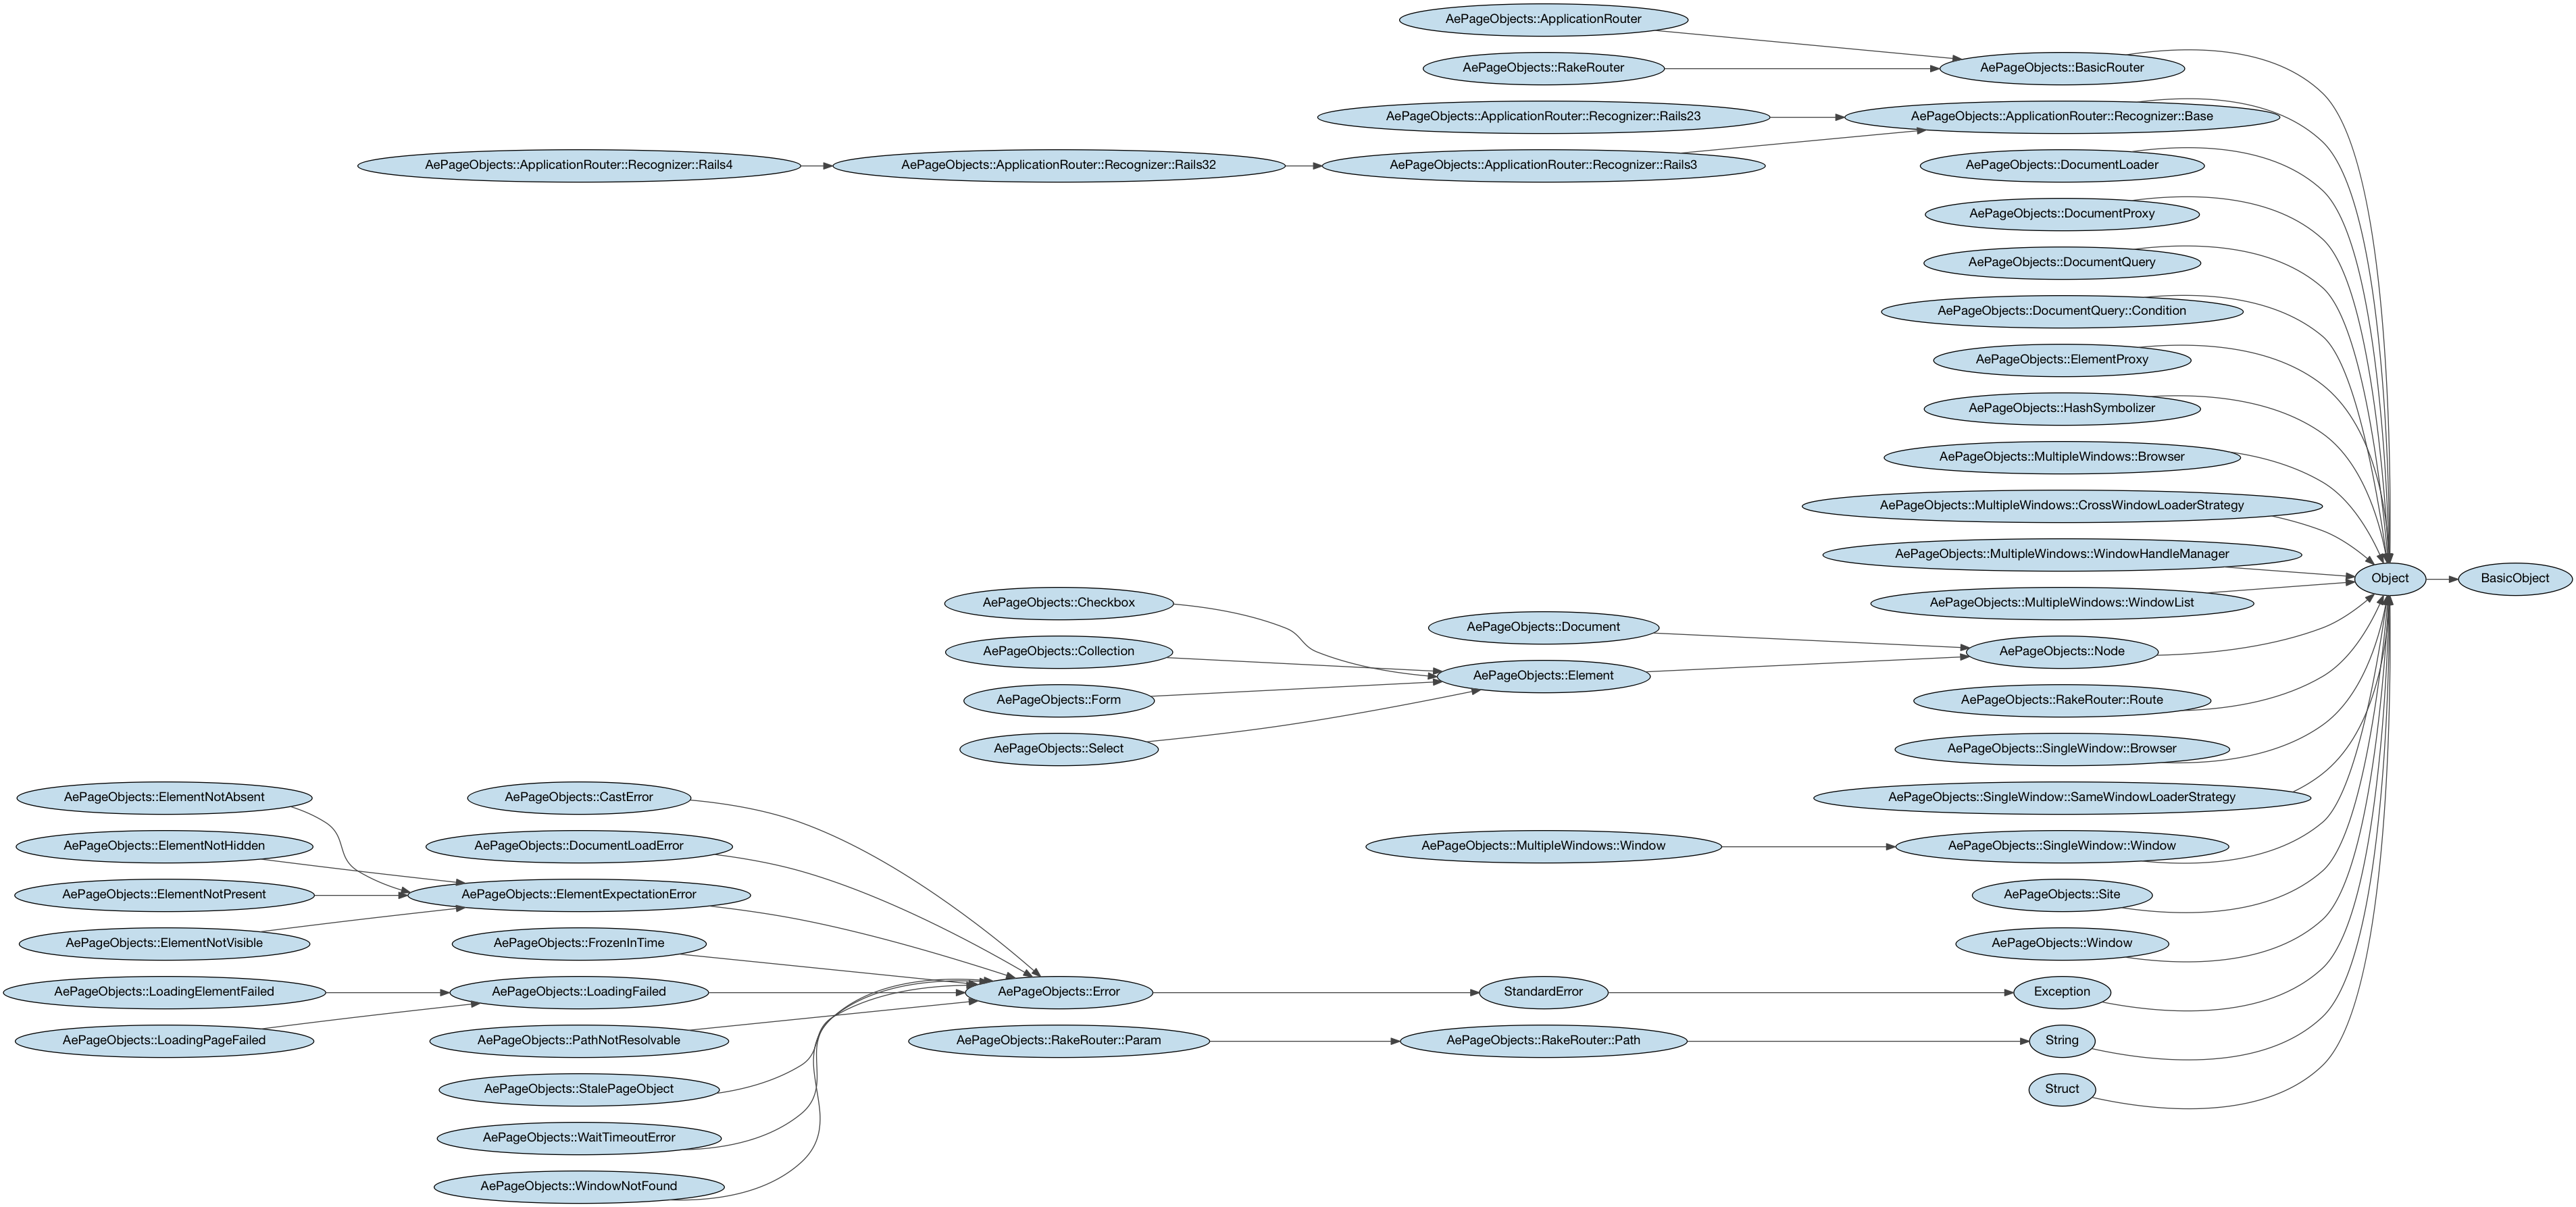 AePageObjects::ApplicationRouter
AePageObjects::RakeRouter
AePageObjects::BasicRouter
AePageObjects::ApplicationRouter::Recognizer::Rails23
AePageObjects::ApplicationRouter::Recognizer::Base
AePageObjects::ApplicationRouter::Recognizer::Rails4
AePageObjects::ApplicationRouter::Recognizer::Rails32
AePageObjects::ApplicationRouter::Recognizer::Rails3
AePageObjects::DocumentLoader
AePageObjects::DocumentProxy
AePageObjects::DocumentQuery
AePageObjects::DocumentQuery::Condition
AePageObjects::ElementProxy
AePageObjects::HashSymbolizer
AePageObjects::MultipleWindows::Browser
AePageObjects::MultipleWindows::CrossWindowLoaderStrategy
AePageObjects::MultipleWindows::WindowHandleManager
Object
BasicObject
AePageObjects::Checkbox
AePageObjects::MultipleWindows::WindowList
AePageObjects::Document
AePageObjects::Collection
AePageObjects::Node
AePageObjects::Element
AePageObjects::Form
AePageObjects::RakeRouter::Route
AePageObjects::Select
AePageObjects::SingleWindow::Browser
AePageObjects::ElementNotAbsent
AePageObjects::CastError
AePageObjects::SingleWindow::SameWindowLoaderStrategy
AePageObjects::ElementNotHidden
AePageObjects::DocumentLoadError
AePageObjects::MultipleWindows::Window
AePageObjects::SingleWindow::Window
AePageObjects::ElementNotPresent
AePageObjects::ElementExpectationError
AePageObjects::Site
AePageObjects::ElementNotVisible
AePageObjects::FrozenInTime
AePageObjects::Window
AePageObjects::LoadingElementFailed
AePageObjects::LoadingFailed
AePageObjects::Error
StandardError
Exception
AePageObjects::LoadingPageFailed
AePageObjects::PathNotResolvable
AePageObjects::RakeRouter::Param
AePageObjects::RakeRouter::Path
String
AePageObjects::StalePageObject
Struct
AePageObjects::WaitTimeoutError
AePageObjects::WindowNotFound